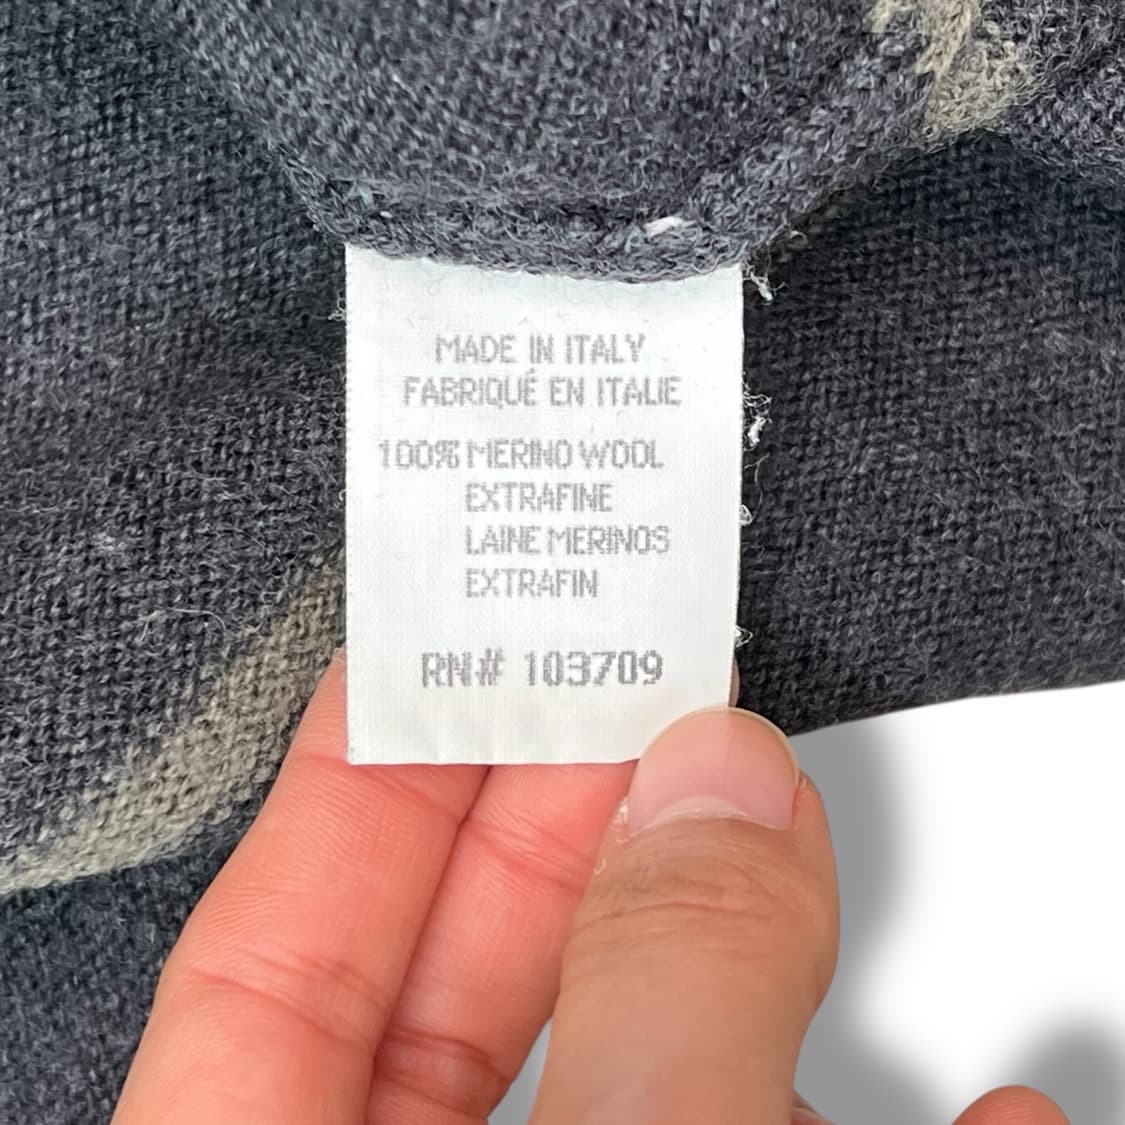 MADE IN ITALY
FABRIQUÉ EN ITALIE
100% MERINO WOOL
EXTRAFINE
LAINE MERINOS
EXTRAFIN
RN# 103709